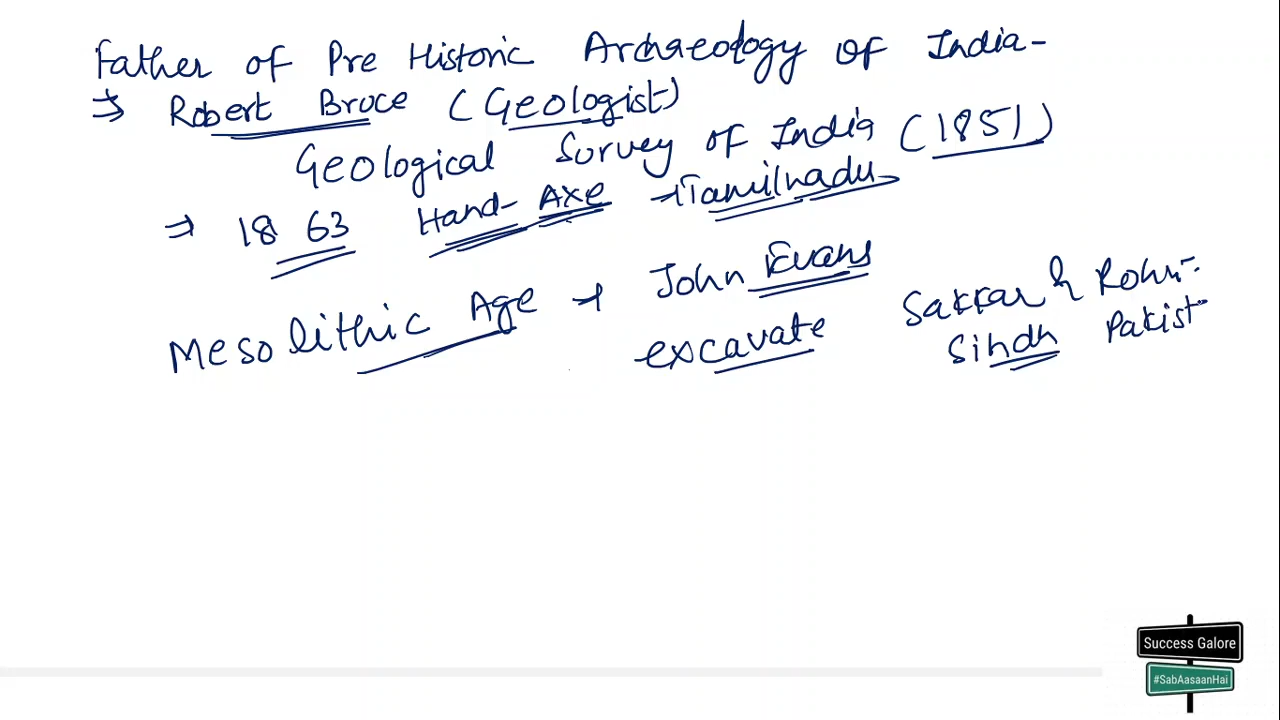 Father of Pre Historic Archaeology of India-
⇒ Robert Bruce (Geologist)
Geological Survey of India (1851)
⇒ 1863 Hand-Axe → Tamilnadu
Mesolithic Age → John Evans
excavate Sakkar & Rohri-
Sindh Pakist
Success Galore
#SabAasaanHai